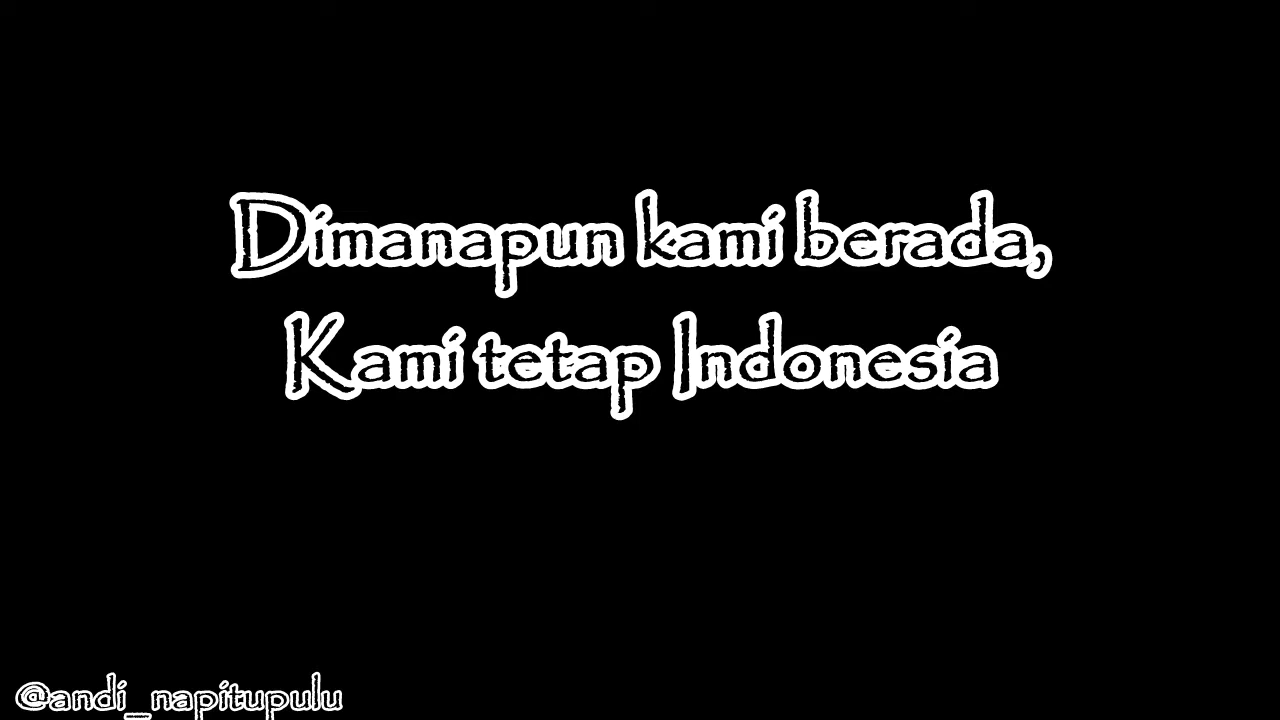 Dimanapun kami berada,
Kami tetap Indonesia
@andi_napitupulu